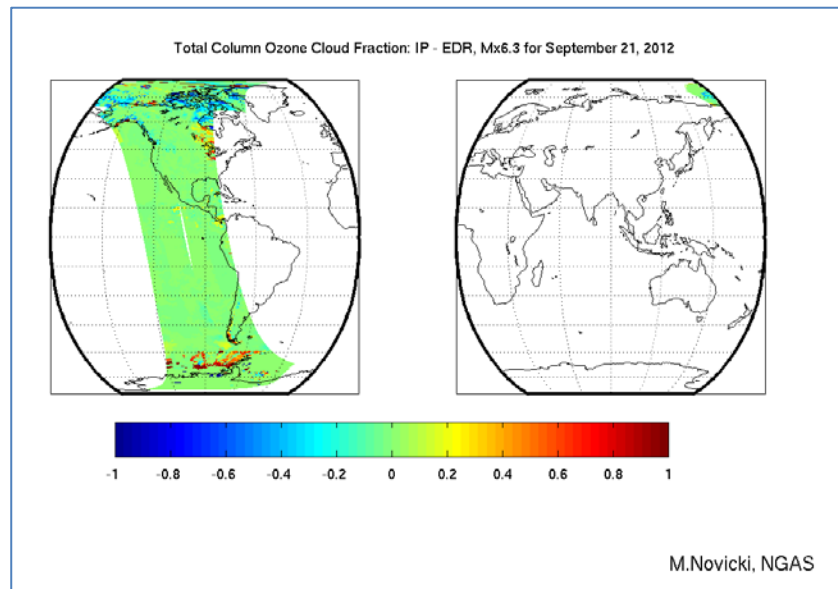 Total Column Ozone Cloud Fraction: IP - EDR, Mx6.3 for September 21, 2012
-1 -0.8 -0.6 -0.4 -0.2 0 0.2 0.4 0.6 0.8 1
M.Novicki, NGAS